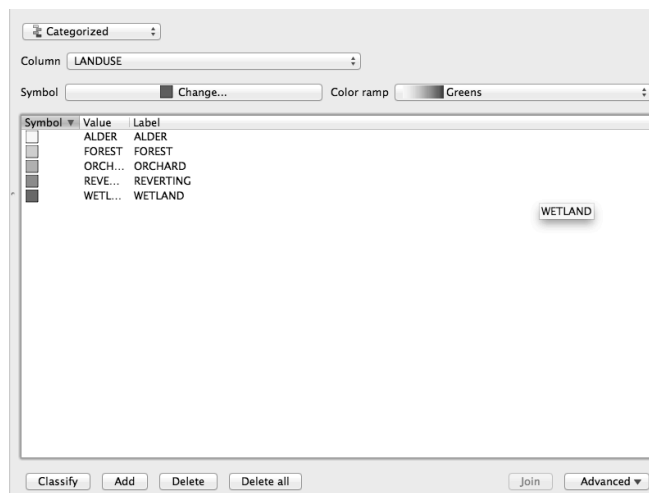 Categorized
Column LANDUSE
Symbol Change... Color ramp Greens
Symbol Value Label
ALDER ALDER
FOREST FOREST
ORCH... ORCHARD
REVE... REVERTING
WETL... WETLAND
WETLAND
Classify Add Delete Delete all Join Advanced